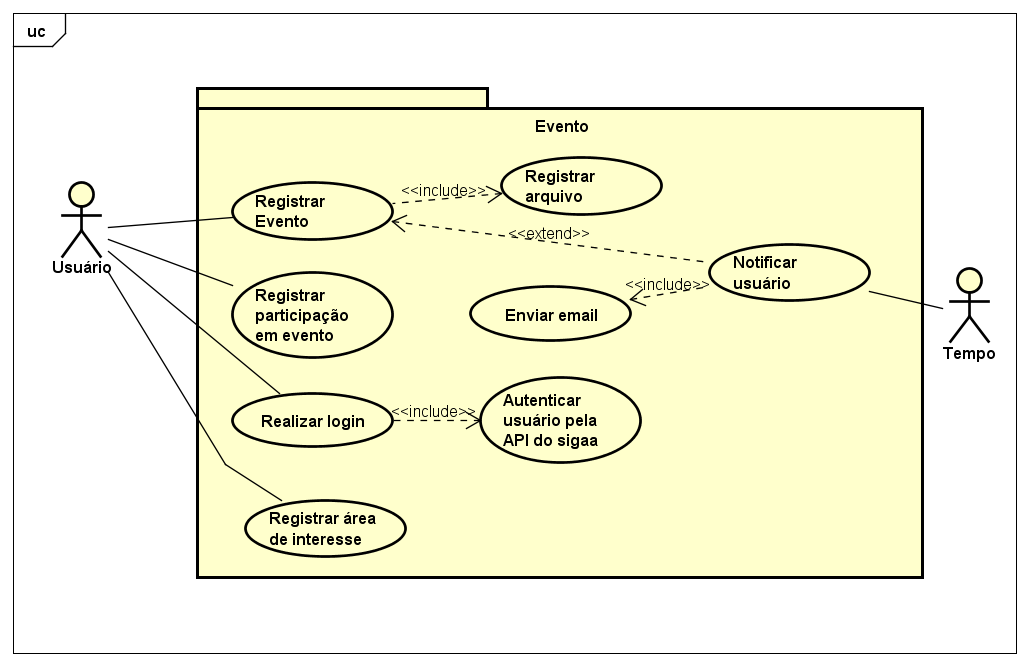 uc
Evento
Registrar
arquivo
<<include>>
Registrar
Evento
<<extend>>
Usuário
Notificar
usuário
<<include>>
Registrar
participação
em evento
Enviar email
Tempo
Realizar login
<<include>>
Autenticar
usuário pela
API do sigaa
Registrar área
de interesse